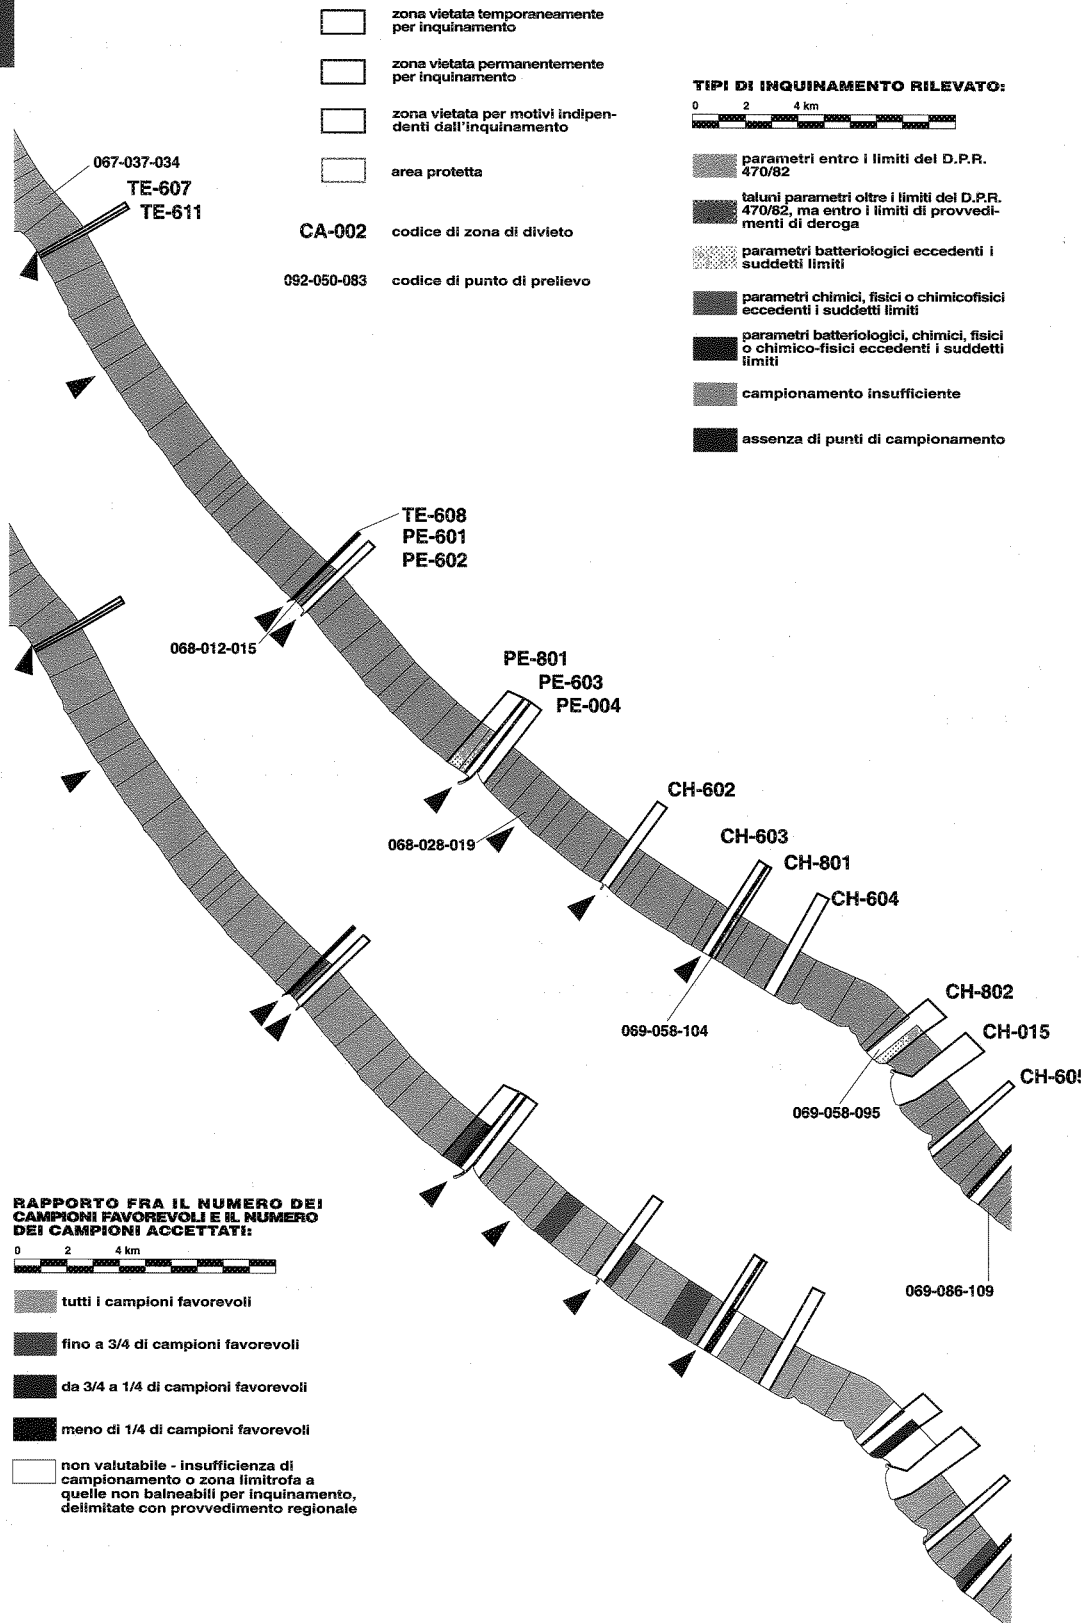 zona vietata temporaneamente
per inquinamento
zona vietata permanentemente
per inquinamento
zona vietata per motivi indipen-
denti dall'inquinamento
area protetta
CA-002 codice di zona di divieto
092-050-083 codice di punto di prelievo
TIPI DI INQUINAMENTO RILEVATO:
0 2 4 km
parametri entro i limiti del D.P.R.
470/82
taluni parametri oltre i limiti del D.P.R.
470/82, ma entro i limiti di provvedi-
menti di deroga
parametri batteriologici eccedenti i
suddetti limiti
parametri chimici, fisici o chimicofisici
eccedenti i suddetti limiti
parametri batteriologici, chimici, fisici
o chimico-fisici eccedenti i suddetti
limiti
campionamento insufficiente
assenza di punti di campionamento
067-037-034
TE-607
TE-611
TE-608
PE-601
PE-602
068-012-015
PE-801
PE-603
PE-004
068-028-019
CH-602
CH-603
CH-801
CH-604
069-058-104
CH-802
CH-015
CH-605
069-058-095
069-086-109
RAPPORTO FRA IL NUMERO DEI
CAMPIONI FAVOREVOLI E IL NUMERO
DEI CAMPIONI ACCETTATI:
0 2 4 km
tutti i campioni favorevoli
fino a 3/4 di campioni favorevoli
da 3/4 a 1/4 di campioni favorevoli
meno di 1/4 di campioni favorevoli
non valutabile - insufficienza di
campionamento o zona limitrofa a
quelle non balneabili per inquinamento,
delimitate con provvedimento regionale